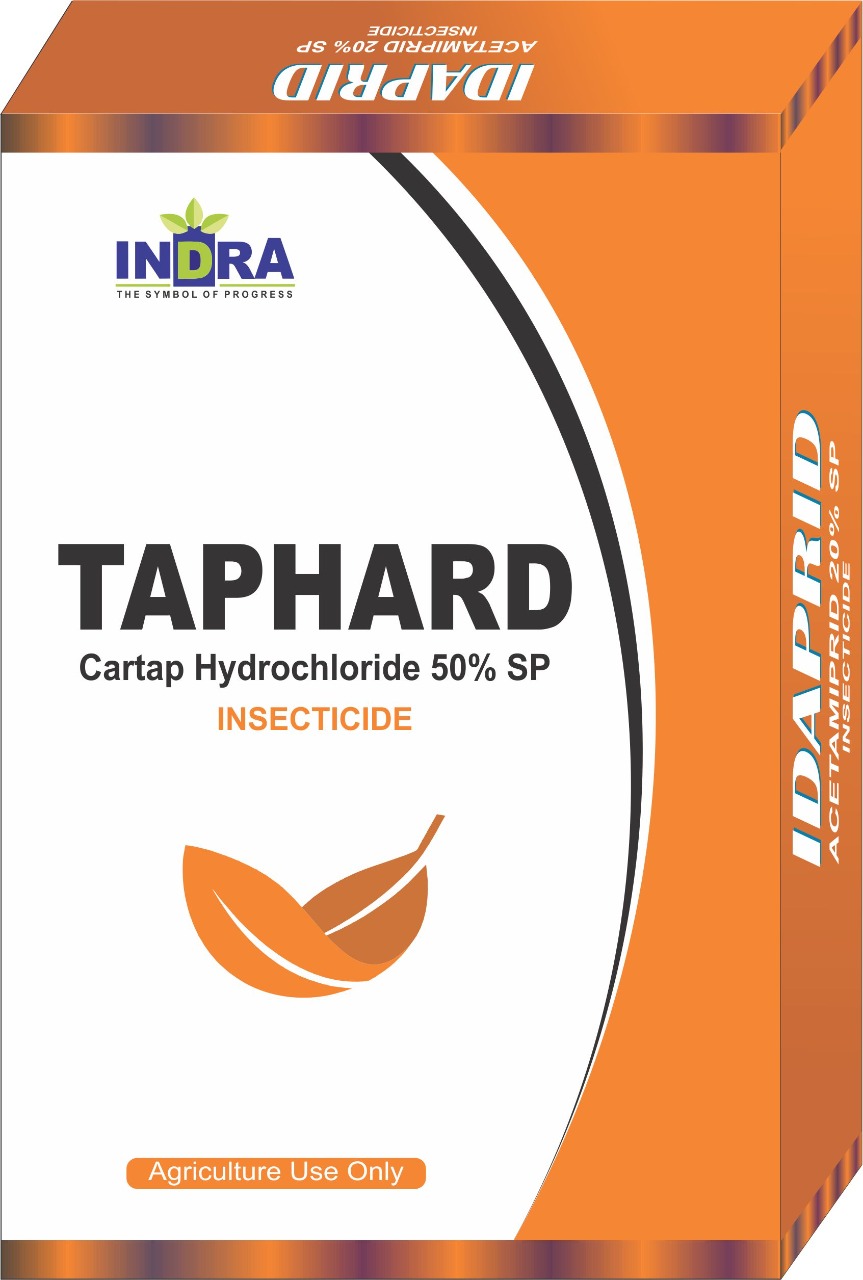 IDAPRID
ACETAMIPRID 20% SP
INSECTICIDE
INDRA
THE SYMBOL OF PROGRESS
TAPHARD
Cartap Hydrochloride 50% SP
INSECTICIDE
Agriculture Use Only
IDAPRID
ACETAMIPRID 20% SP
INSECTICIDE